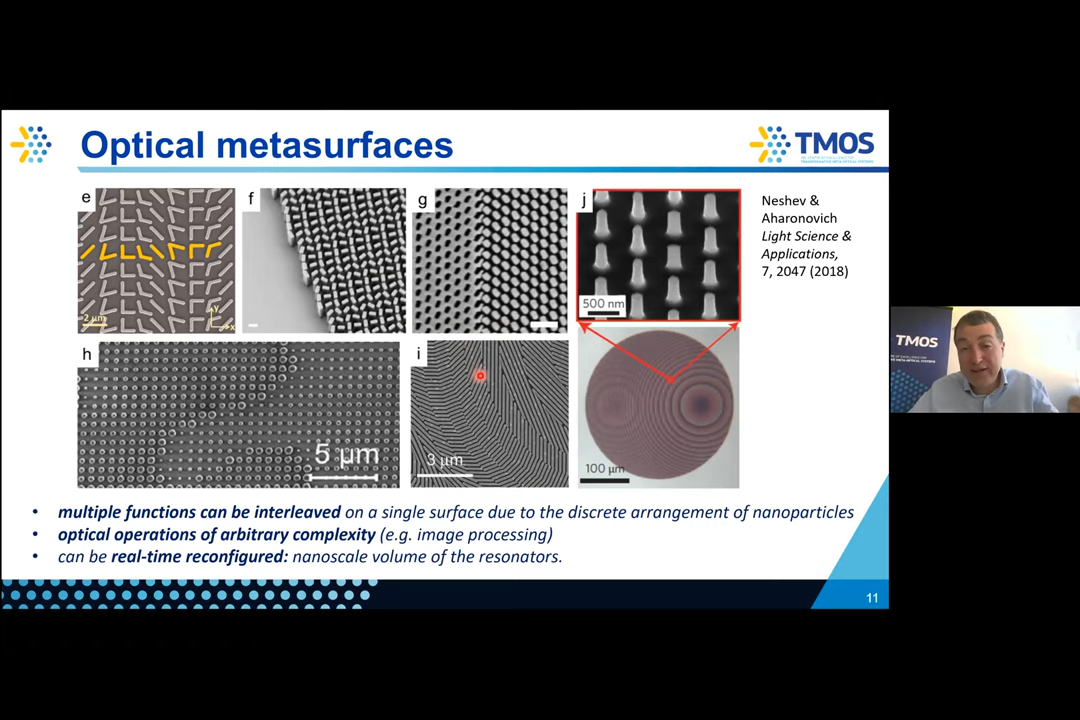 Optical metasurfaces
TMOS
e
f
g
j
Neshev &
Aharonovich
Light Science &
Applications,
7, 2047 (2018)
2 μm
y
x
500 nm
h
i
5 μm
3 μm
100 μm
TMOS
• multiple functions can be interleaved on a single surface due to the discrete arrangement of nanoparticles
• optical operations of arbitrary complexity (e.g. image processing)
• can be real-time reconfigured: nanoscale volume of the resonators.
11